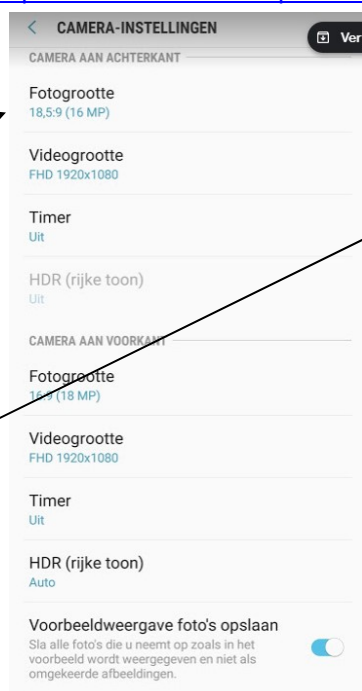 CAMERA-INSTELLINGEN
Ver
CAMERA AAN ACHTERKANT
Fotogrootte
18,5:9 (16 MP)
Videogrootte
FHD 1920x1080
Timer
Uit
HDR (rijke toon)
Uit
CAMERA AAN VOORKANT
Fotogrootte
16:9 (18 MP)
Videogrootte
FHD 1920x1080
Timer
Uit
HDR (rijke toon)
Auto
Voorbeeldweergave foto's opslaan
Sla alle foto's die u neemt op zoals in het
voorbeeld wordt weergegeven en niet als
omgekeerde afbeeldingen.